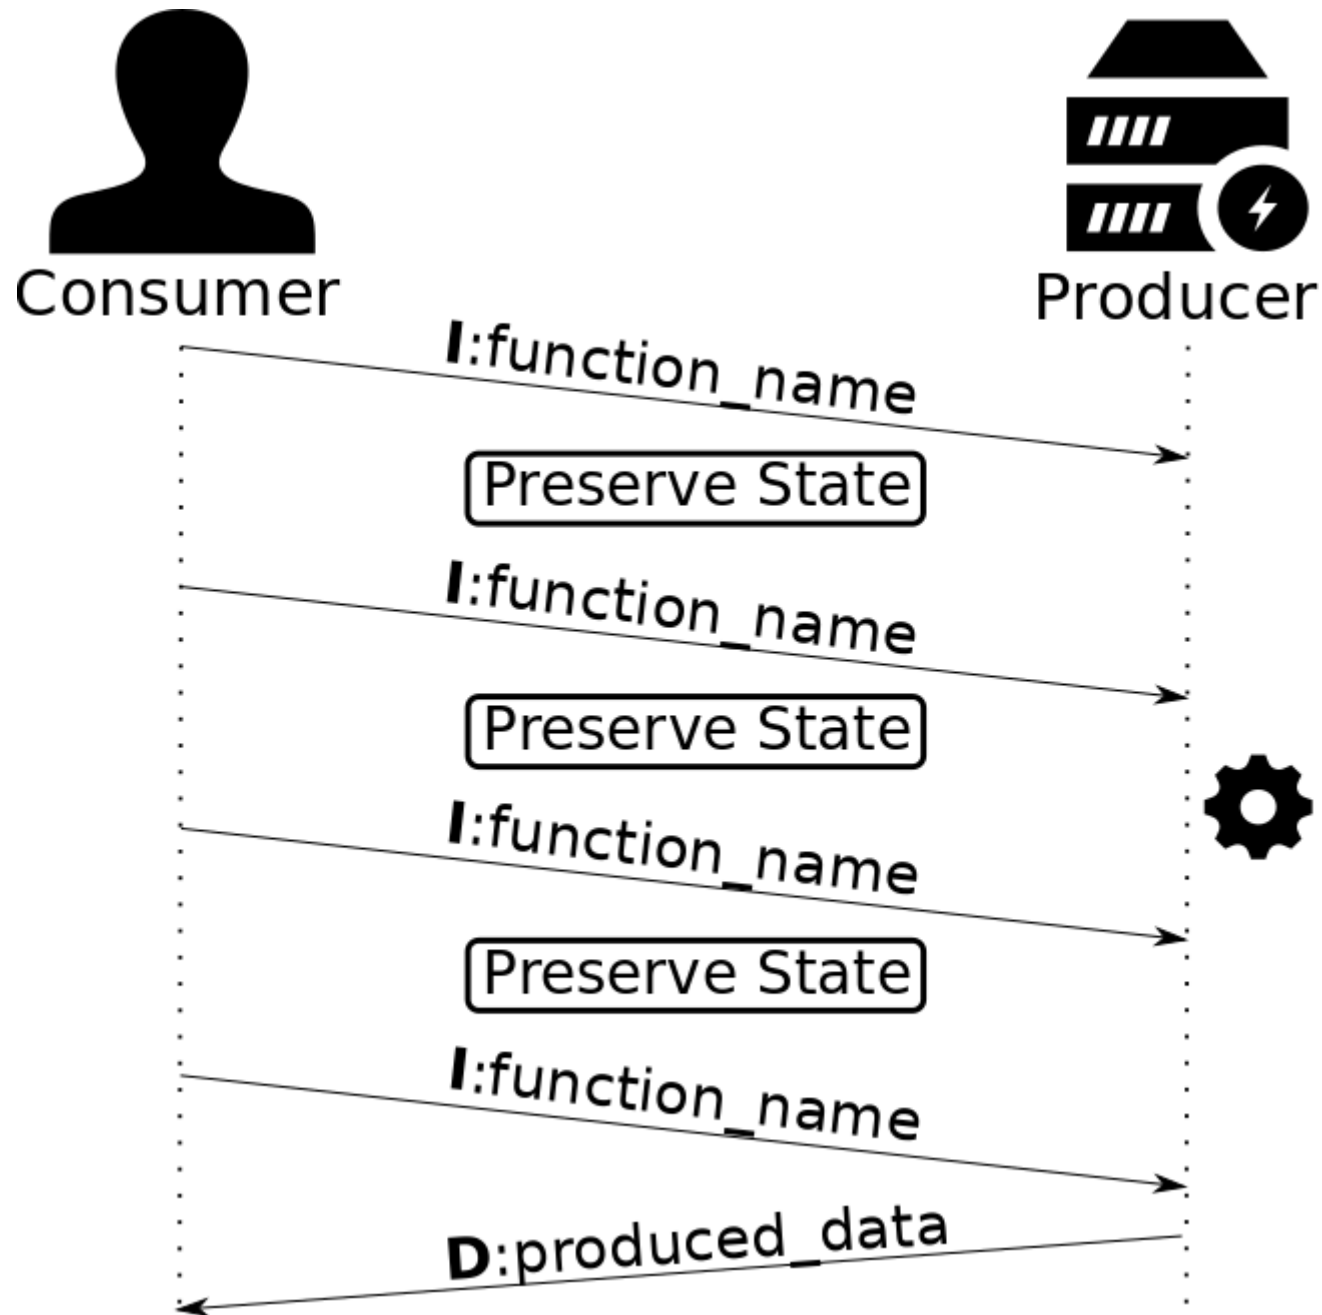 Consumer
Producer
I:function_name
Preserve State
I:function_name
Preserve State
I:function_name
Preserve State
I:function_name
D:produced_data